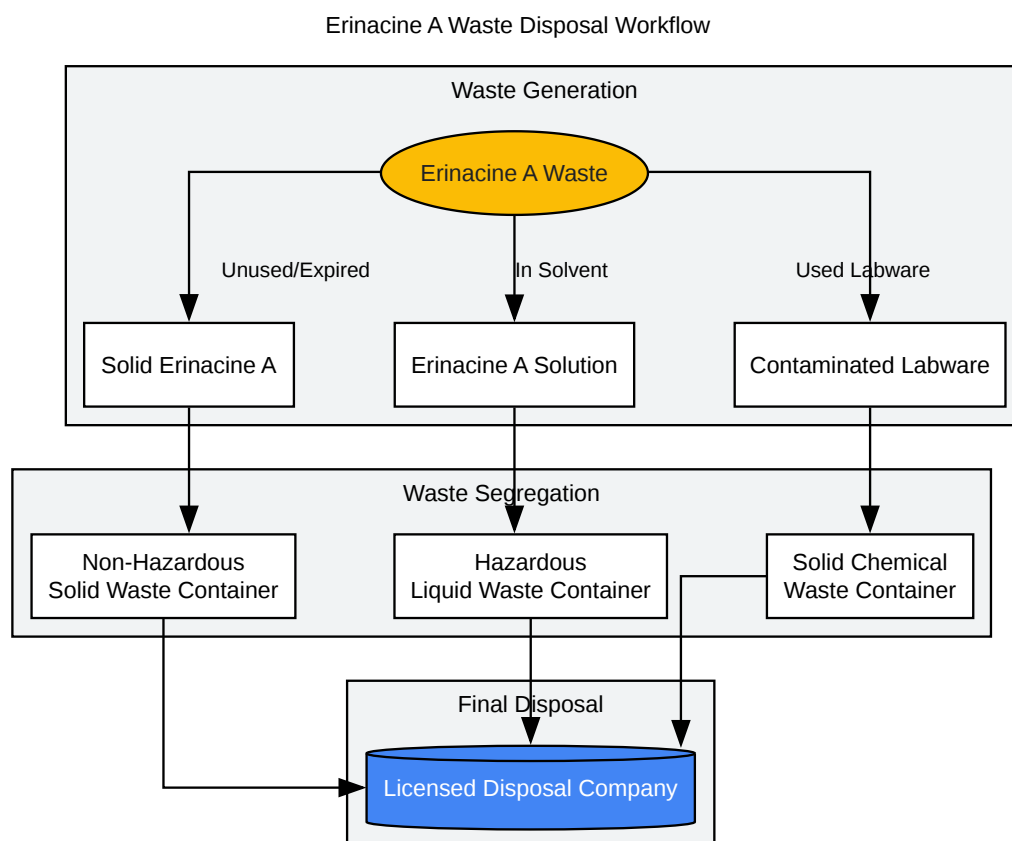 Erinacine A Waste Disposal Workflow
Waste Generation
Erinacine A Waste
Unused/Expired
In Solvent
Used Labware
Solid Erinacine A
Erinacine A Solution
Contaminated Labware
Waste Segregation
Non-Hazardous
Solid Waste Container
Hazardous
Liquid Waste Container
Solid Chemical
Waste Container
Final Disposal
Licensed Disposal Company